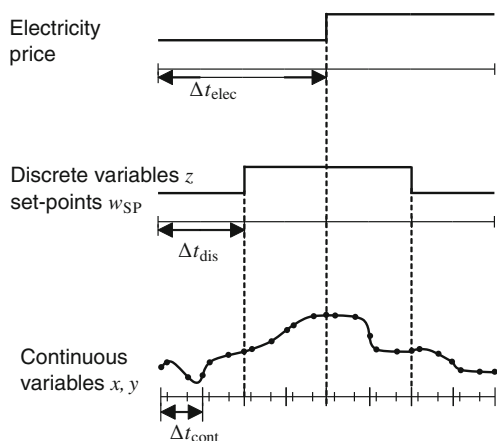 Electricity
price
Δt_elec
Discrete variables z
set-points w_SP
Δt_dis
Continuous
variables x, y
Δt_cont